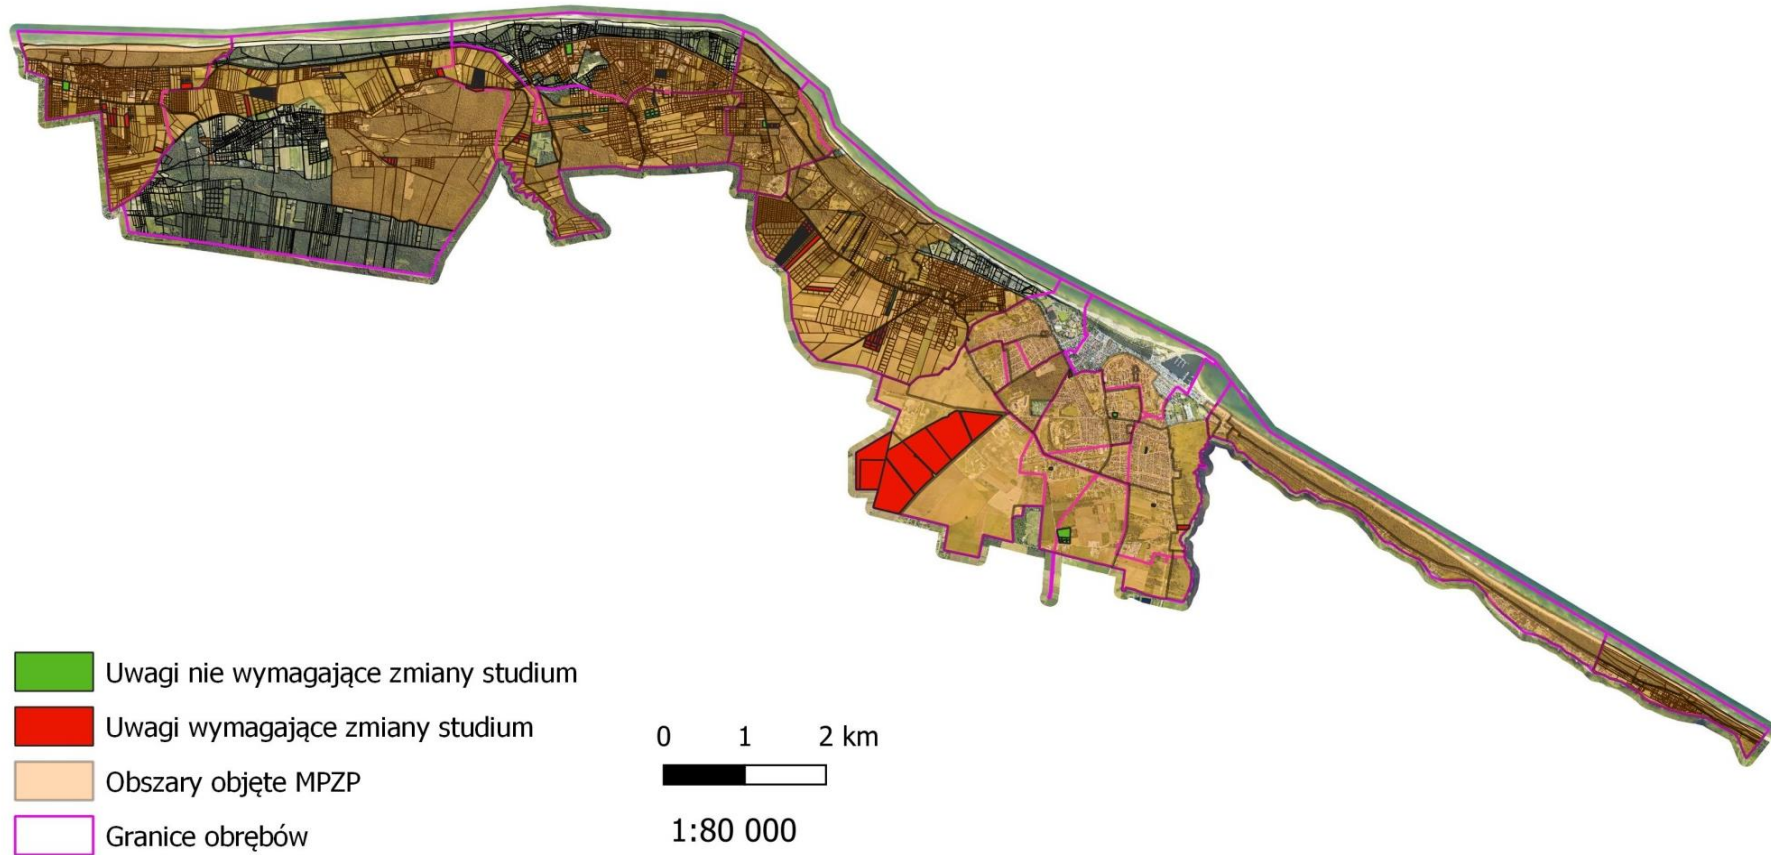 Uwagi nie wymagające zmiany studium
Uwagi wymagające zmiany studium
Obszary objęte MPZP
Granice obrębów
0 1 2 km
1:80 000